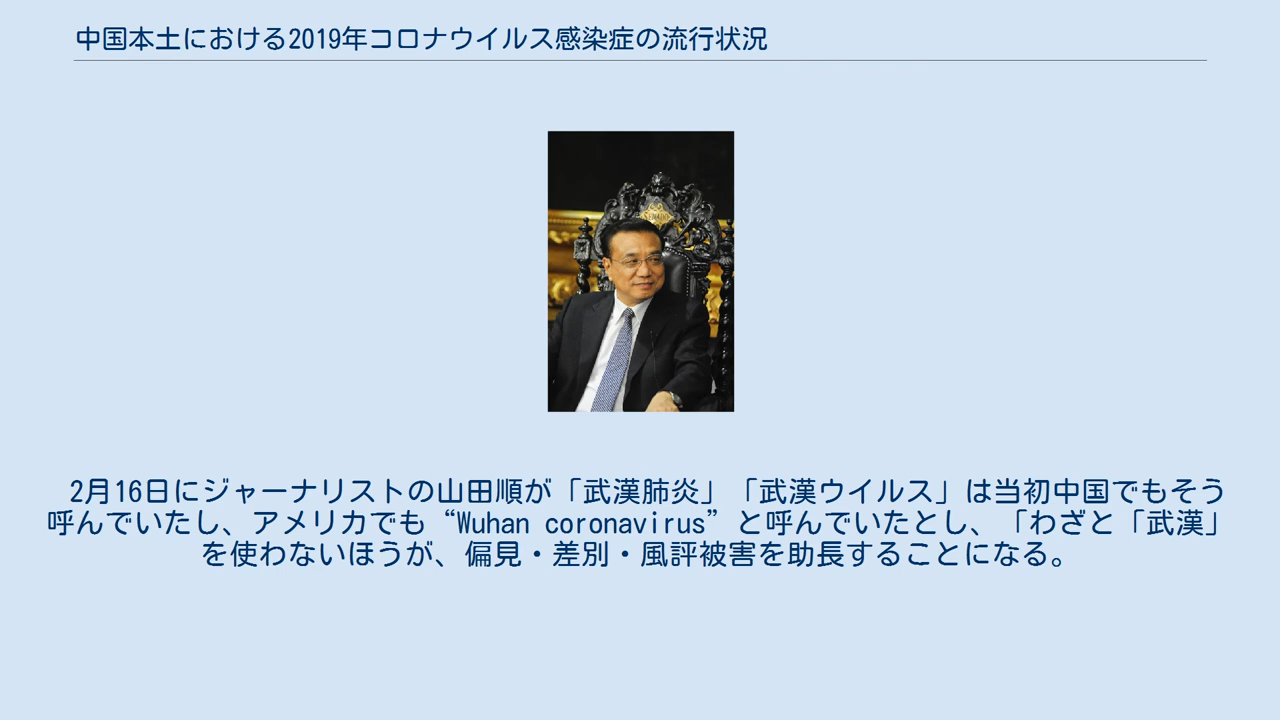 中国本土における2019年コロナウイルス感染症の流行状況
SENADO
2月16日にジャーナリストの山田順が「武漢肺炎」「武漢ウイルス」は当初中国でもそう
呼んでいたし、アメリカでも“Wuhan coronavirus”と呼んでいたとし、「わざと「武漢」
を使わないほうが、偏見・差別・風評被害を助長することになる。